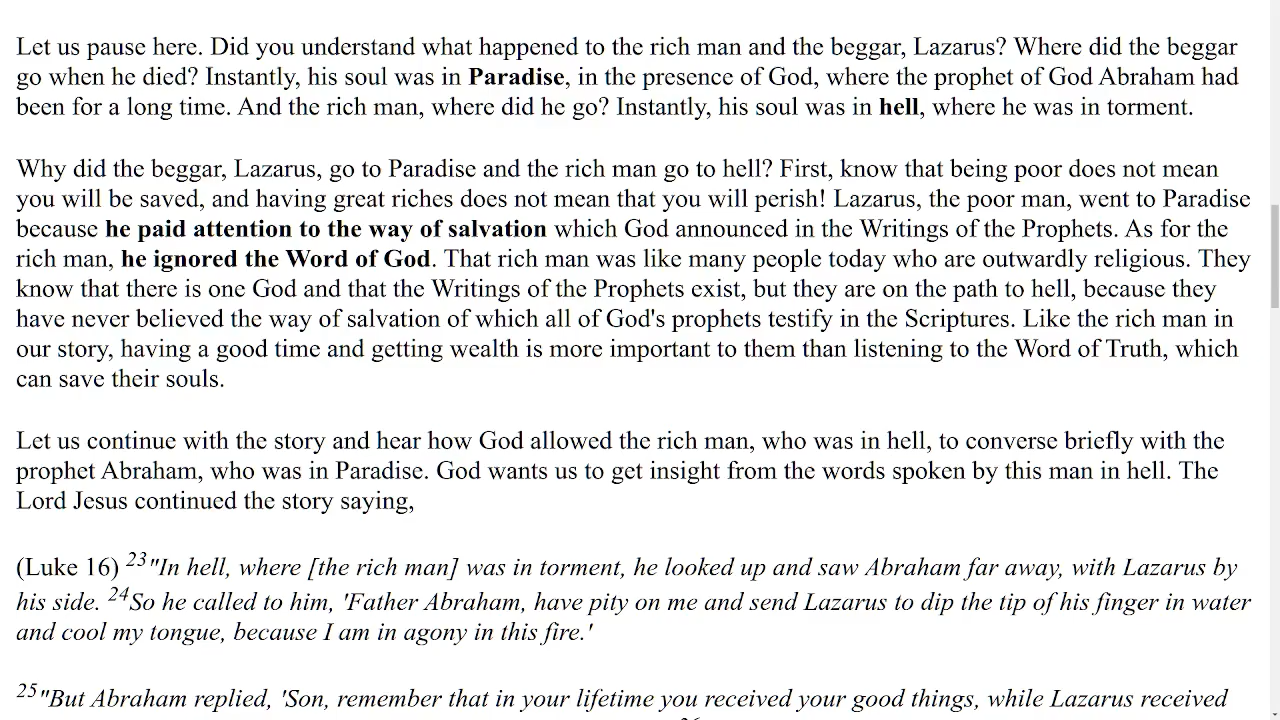 Let us pause here. Did you understand what happened to the rich man and the beggar, Lazarus? Where did the beggar
go when he died? Instantly, his soul was in Paradise, in the presence of God, where the prophet of God Abraham had
been for a long time. And the rich man, where did he go? Instantly, his soul was in hell, where he was in torment.
Why did the beggar, Lazarus, go to Paradise and the rich man go to hell? First, know that being poor does not mean
you will be saved, and having great riches does not mean that you will perish! Lazarus, the poor man, went to Paradise
because he paid attention to the way of salvation which God announced in the Writings of the Prophets. As for the
rich man, he ignored the Word of God. That rich man was like many people today who are outwardly religious. They
know that there is one God and that the Writings of the Prophets exist, but they are on the path to hell, because they
have never believed the way of salvation of which all of God's prophets testify in the Scriptures. Like the rich man in
our story, having a good time and getting wealth is more important to them than listening to the Word of Truth, which
can save their souls.
Let us continue with the story and hear how God allowed the rich man, who was in hell, to converse briefly with the
prophet Abraham, who was in Paradise. God wants us to get insight from the words spoken by this man in hell. The
Lord Jesus continued the story saying,
(Luke 16) 23"In hell, where [the rich man] was in torment, he looked up and saw Abraham far away, with Lazarus by
his side. 24So he called to him, 'Father Abraham, have pity on me and send Lazarus to dip the tip of his finger in water
and cool my tongue, because I am in agony in this fire.'
25"But Abraham replied, 'Son, remember that in your lifetime you received your good things, while Lazarus received